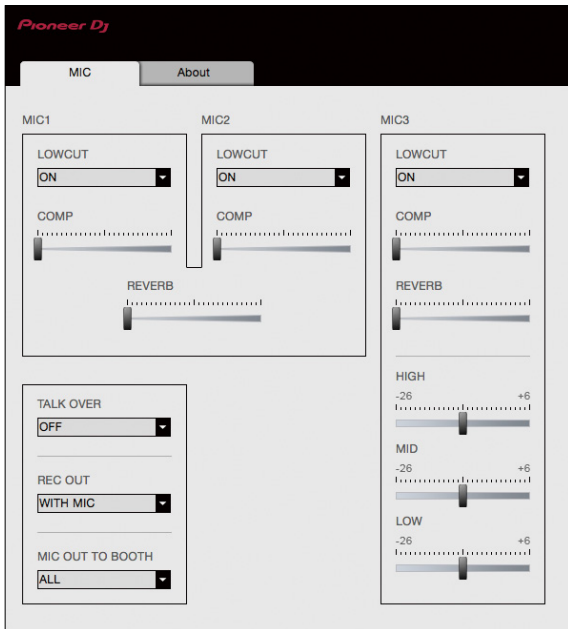 Pioneer Dj
MIC
About
MIC1
LOWCUT
ON
COMP
MIC2
LOWCUT
ON
COMP
REVERB
MIC3
LOWCUT
ON
COMP
REVERB
HIGH
-26 +6
MID
-26 +6
LOW
-26 +6
TALK OVER
OFF
REC OUT
WITH MIC
MIC OUT TO BOOTH
ALL